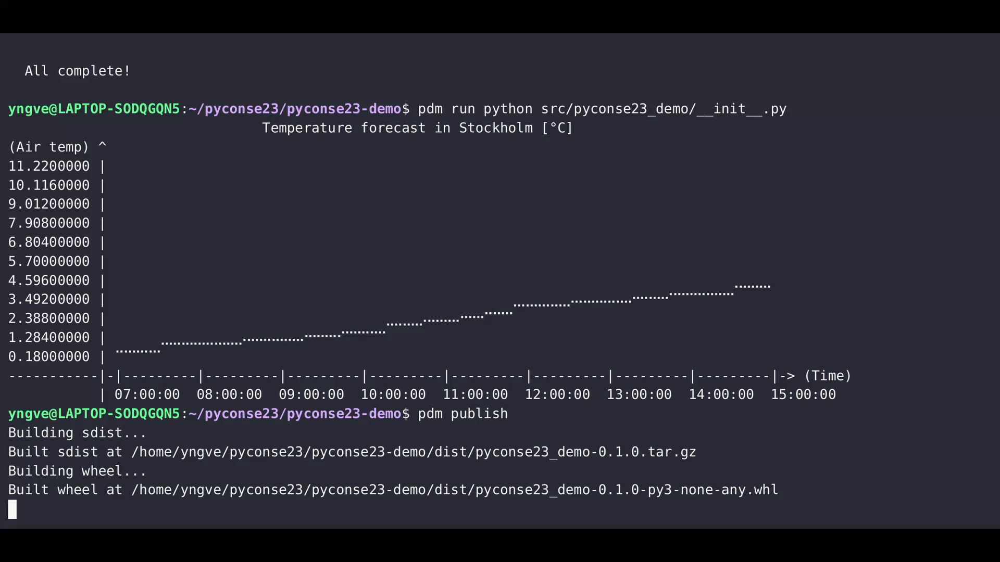 All complete!
yngve@LAPTOP-SODQGQN5:~/pyconse23/pyconse23-demo$ pdm run python src/pyconse23_demo/__init__.py
Temperature forecast in Stockholm [°C]
(Air temp) ^
11.2200000 |
10.1160000 |
9.01200000 |
7.90800000 |
6.80400000 |
5.70000000 |
4.59600000 |
3.49200000 |
2.38800000 |
1.28400000 |
0.18000000 |
-----------|-|---------|---------|---------|---------|---------|---------|---------|---------|-> (Time)
| 07:00:00  08:00:00  09:00:00  10:00:00  11:00:00  12:00:00  13:00:00  14:00:00  15:00:00
yngve@LAPTOP-SODQGQN5:~/pyconse23/pyconse23-demo$ pdm publish
Building sdist...
Built sdist at /home/yngve/pyconse23/pyconse23-demo/dist/pyconse23_demo-0.1.0.tar.gz
Building wheel...
Built wheel at /home/yngve/pyconse23/pyconse23-demo/dist/pyconse23_demo-0.1.0-py3-none-any.whl